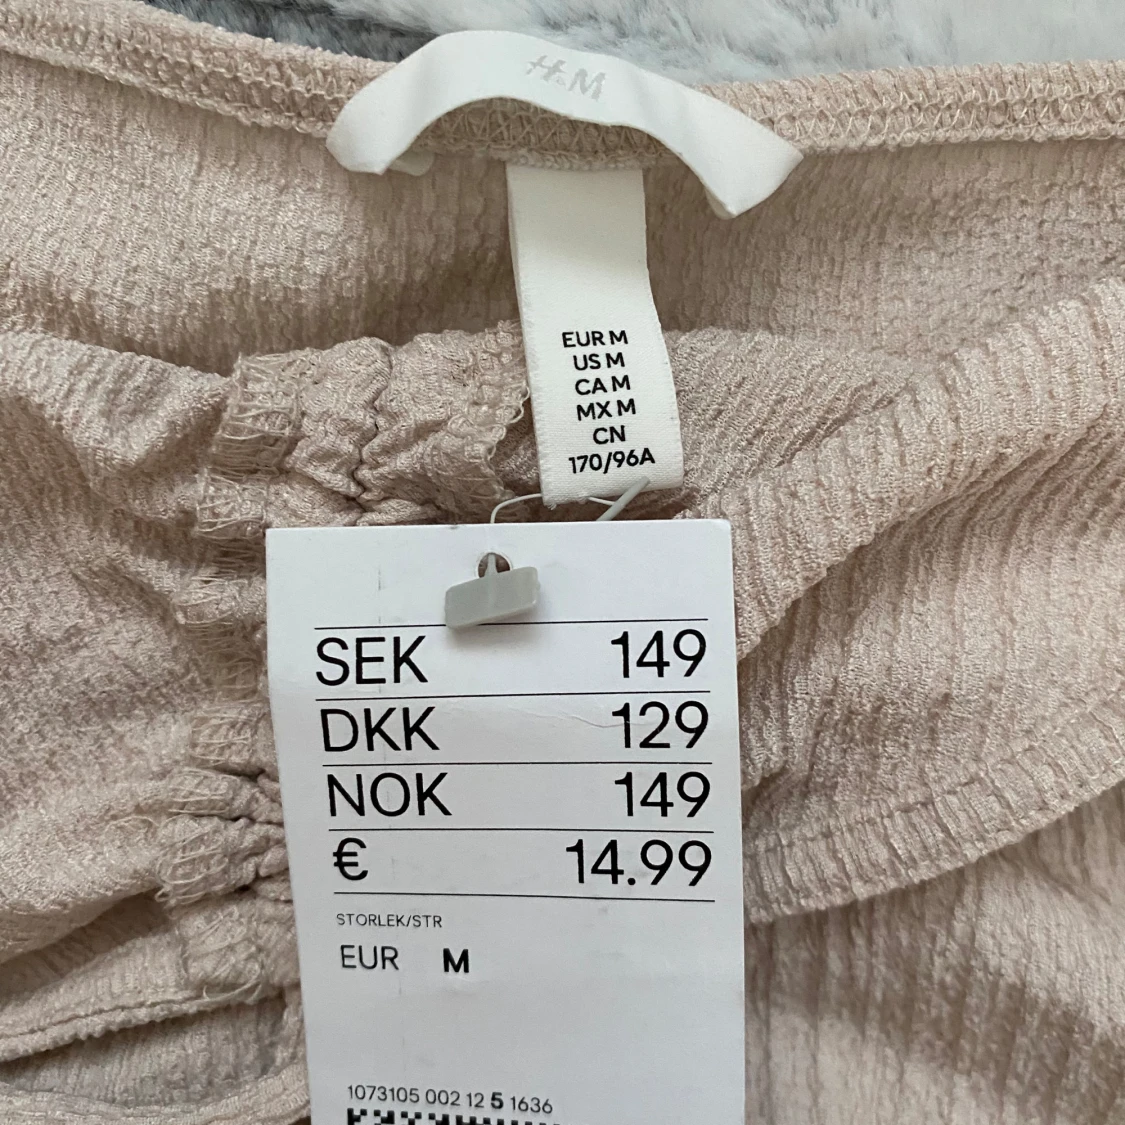 H&M
EUR M
US M
CA M
MX M
CN
170/96A
SEK 149
DKK 129
NOK 149
€ 14.99
STORLEK/STR
EUR M
1073105 002 12 5 1636